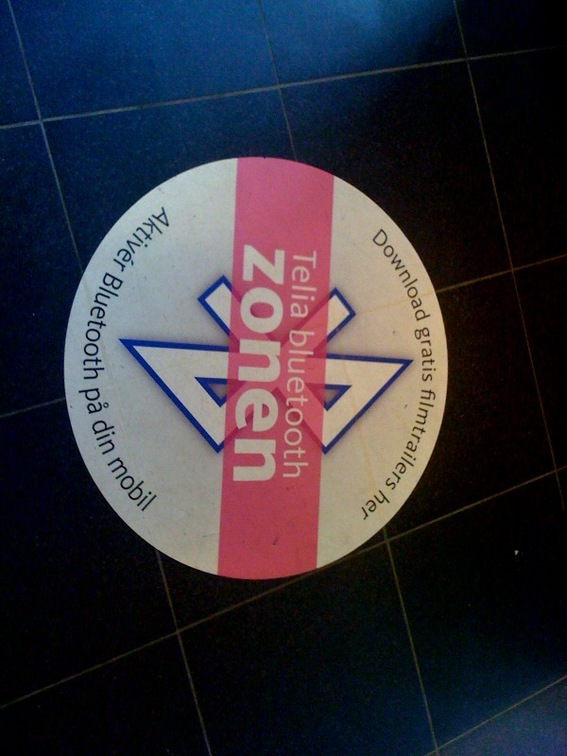 Download gratis filmtrailers her
Telia bluetooth
zonen
Aktivér Bluetooth på din mobil